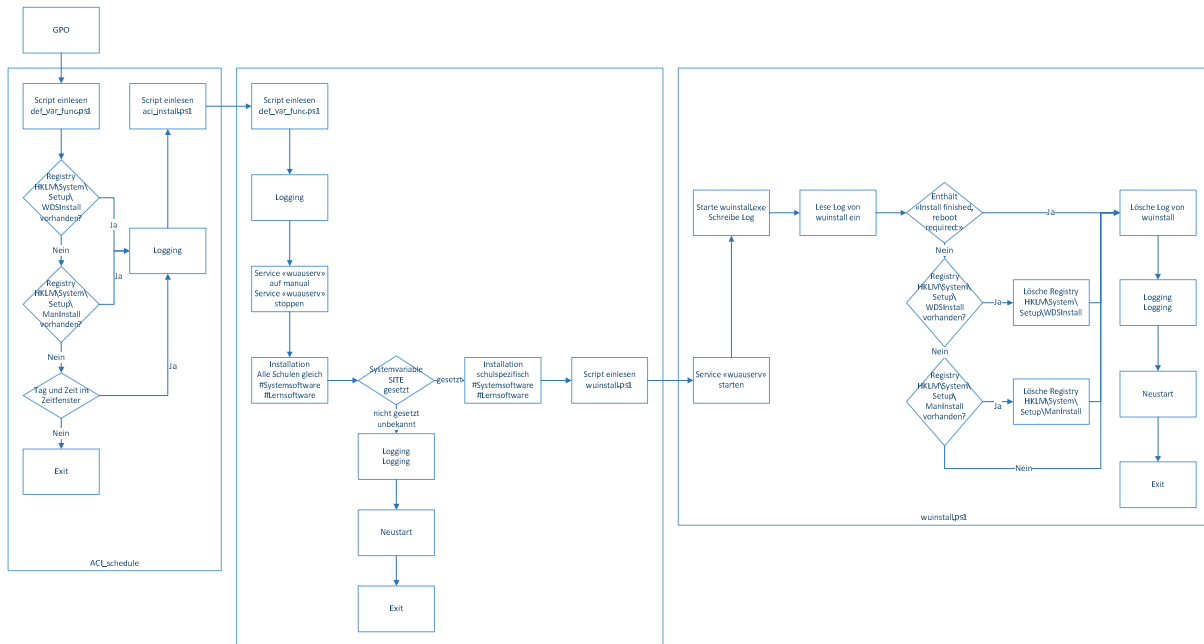 GPO
Script einlesen
def_var_func.ps1
Registry
HKLM\System\
Setup\
WDSInstall
vorhanden?
Ja
Nein
Registry
HKLM\System\
Setup\
ManInstall
vorhanden?
Ja
Nein
Tag und Zeit im
Zeitfenster
Ja
Nein
Exit
Logging
Script einlesen
aci_install.ps1
ACI_schedule
Script einlesen
def_var_func.ps1
Logging
Service «wuauserv»
auf manual
Service «wuauserv»
stoppen
Installation
Alle Schulen gleich
#Systemsoftware
#Lernsoftware
Systemvariable
SITE
gesetzt
gesetzt
nicht gesetzt
unbekannt
Logging
Logging
Neustart
Exit
Installation
schulspezifisch
#Systemsoftware
#Lernsoftware
Script einlesen
wuinstall.ps1
Service «wuauserv»
starten
Starte wuinstall.exe
Schreibe Log
Lese Log von
wuinstall ein
Enthält
«Install finished,
reboot
required:»
Ja
Nein
Registry
HKLM\System\
Setup\
WDSInstall
vorhanden?
Ja
Lösche Registry
HKLM\System\
Setup\WDSInstall
Nein
Registry
HKLM\System\
Setup\
ManInstall
vorhanden?
Ja
Lösche Registry
HKLM\System\
Setup\ManInstall
Nein
Lösche Log von
wuinstall
Logging
Logging
Neustart
Exit
wuinstall.ps1